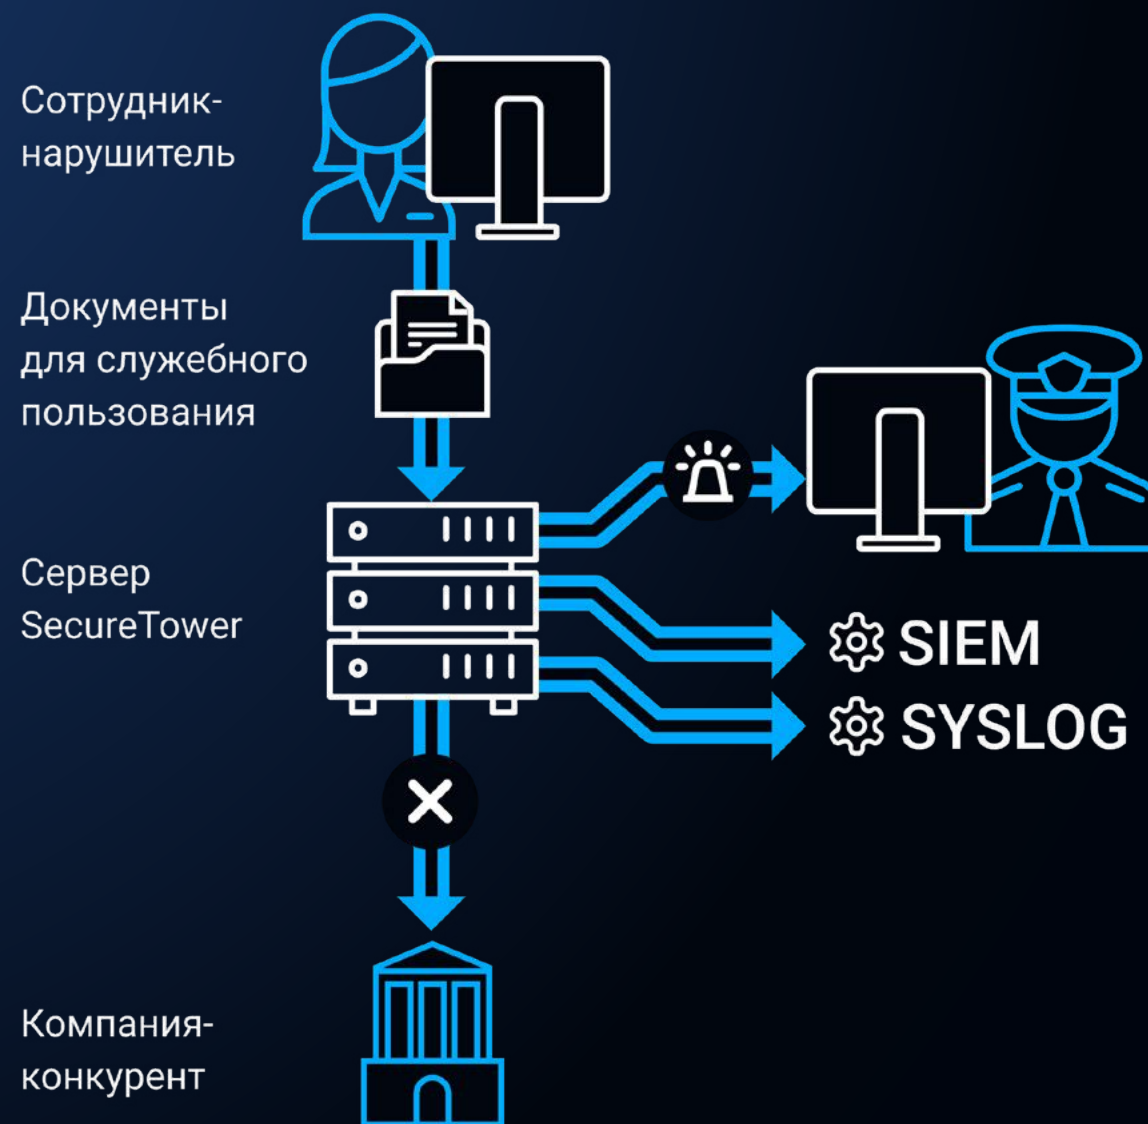 Сотрудник-
нарушитель
Документы
для служебного
пользования
Сервер
SecureTower
SIEM
SYSLOG
Компания-
конкурент